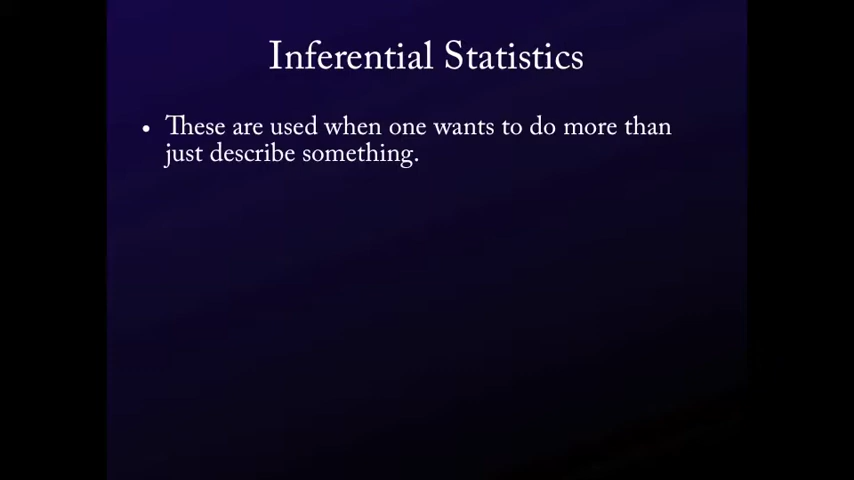 Inferential Statistics
• These are used when one wants to do more than
just describe something.